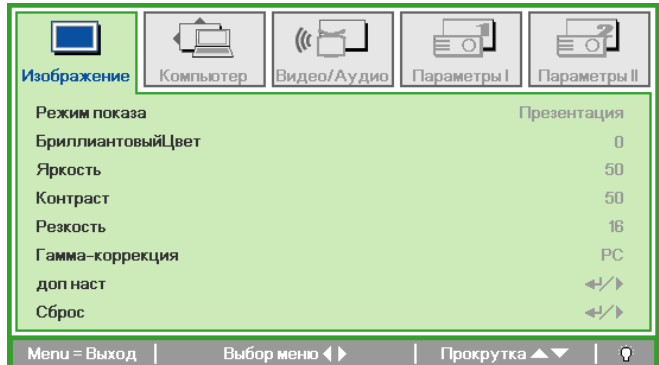 Изображение Компьютер Видео/Аудио Параметры I Параметры II
Режим показа Презентация
БриллиантовыйЦвет 0
Яркость 50
Контраст 50
Резкость 16
Гамма-коррекция PC
доп наст ↵/▶
Сброс ↵/▶
Menu = Выход Выбор меню ◀▶ Прокрутка ▲▼